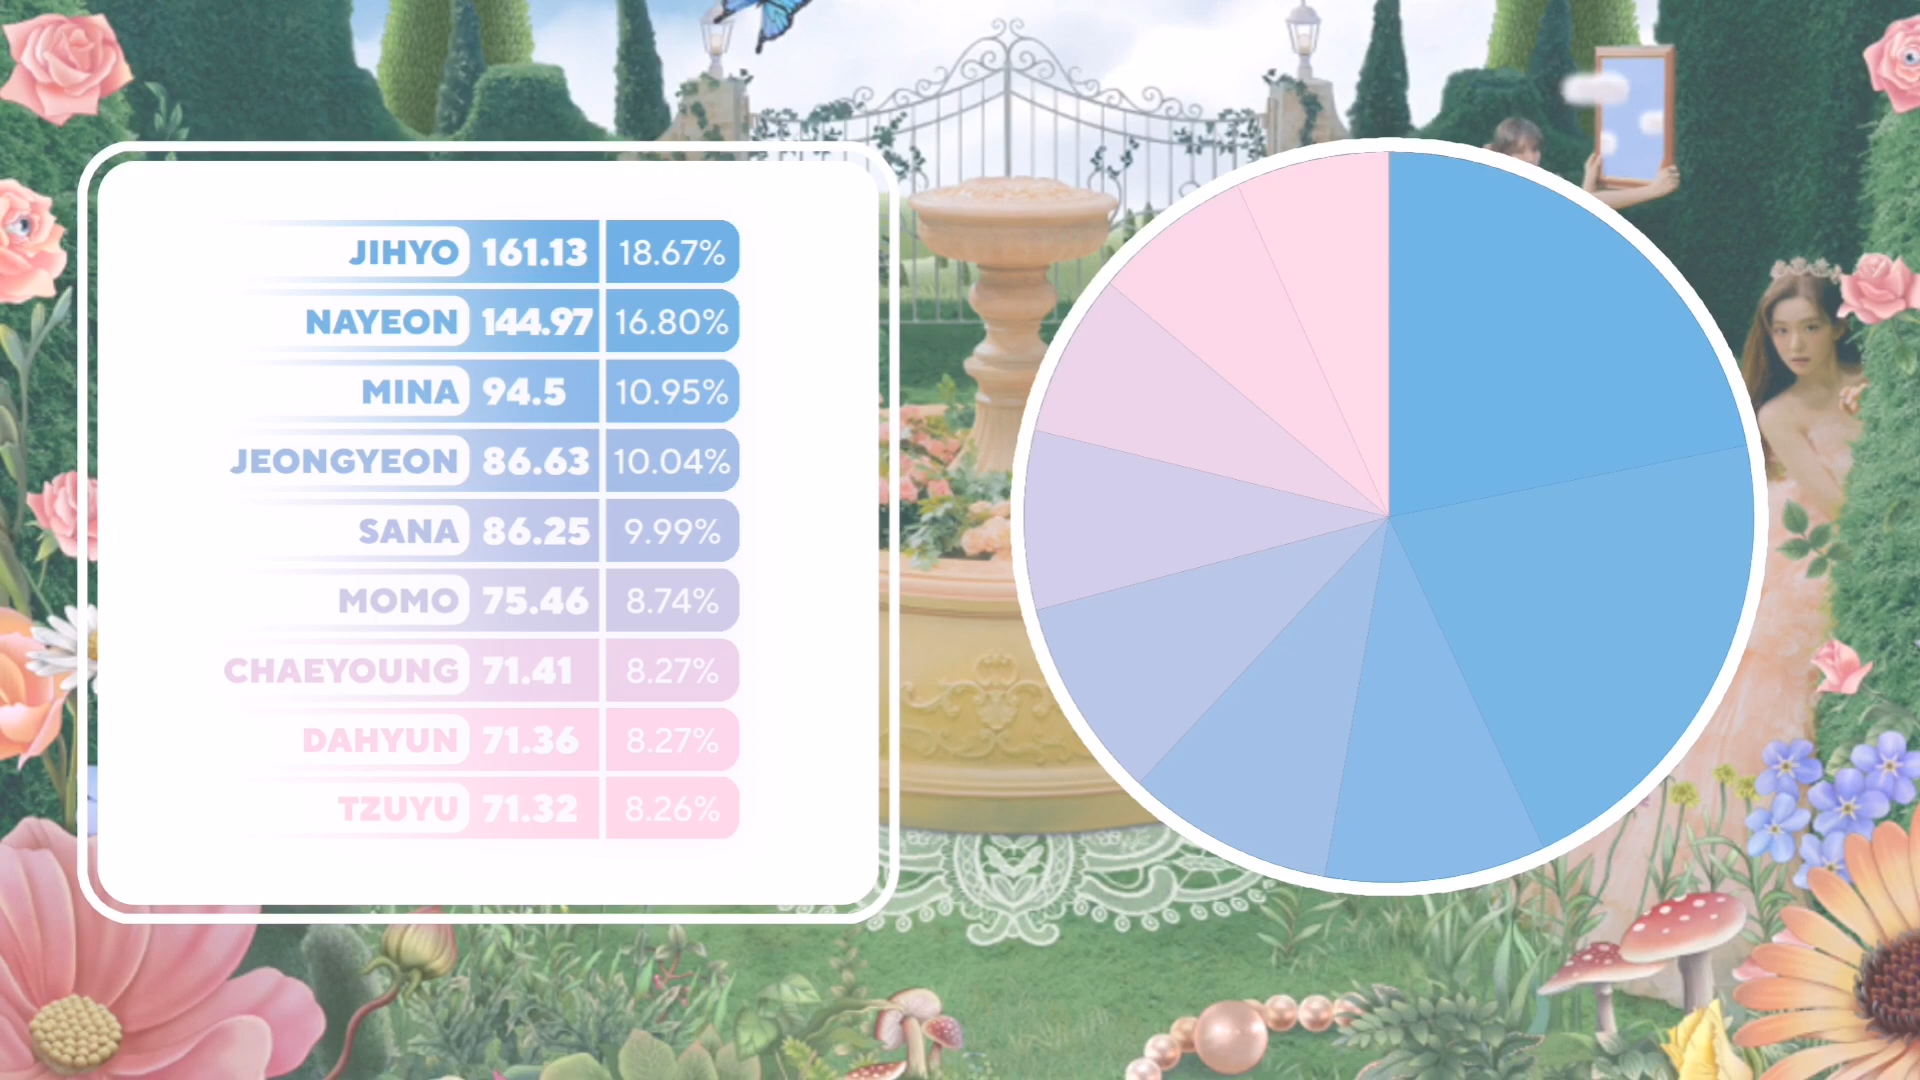 JIHYO 161.13 18.67%
NAYEON 144.97 16.80%
MINA 94.5 10.95%
JEONGYEON 86.63 10.04%
SANA 86.25 9.99%
MOMO 75.46 8.74%
CHAEYOUNG 71.41 8.27%
DAHYUN 71.36 8.27%
TZUYU 71.32 8.26%